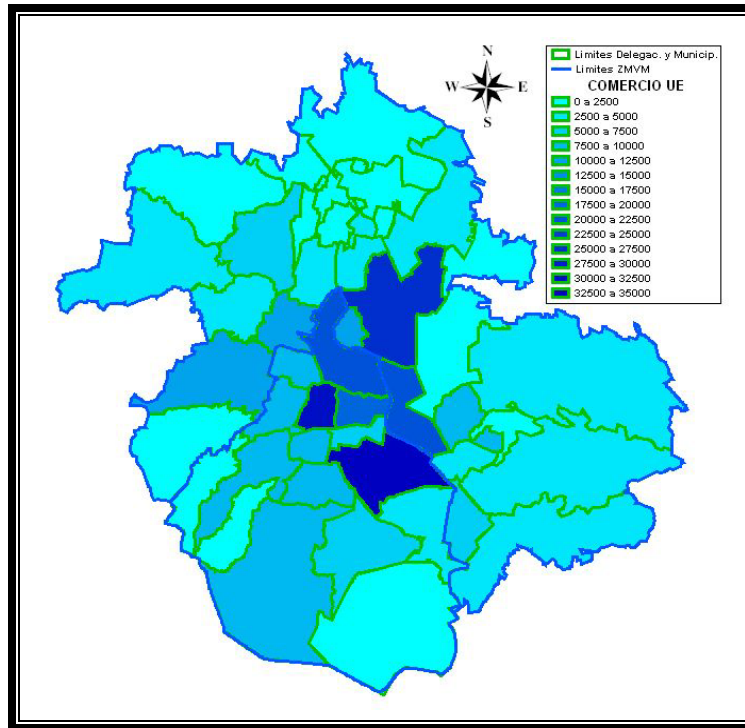 N
W E
S
Limites Delegac. y Municip.
Limites ZMVM
COMERCIO UE
0 a 2500
2500 a 5000
5000 a 7500
7500 a 10000
10000 a 12500
12500 a 15000
15000 a 17500
17500 a 20000
20000 a 22500
22500 a 25000
25000 a 27500
27500 a 30000
30000 a 32500
32500 a 35000